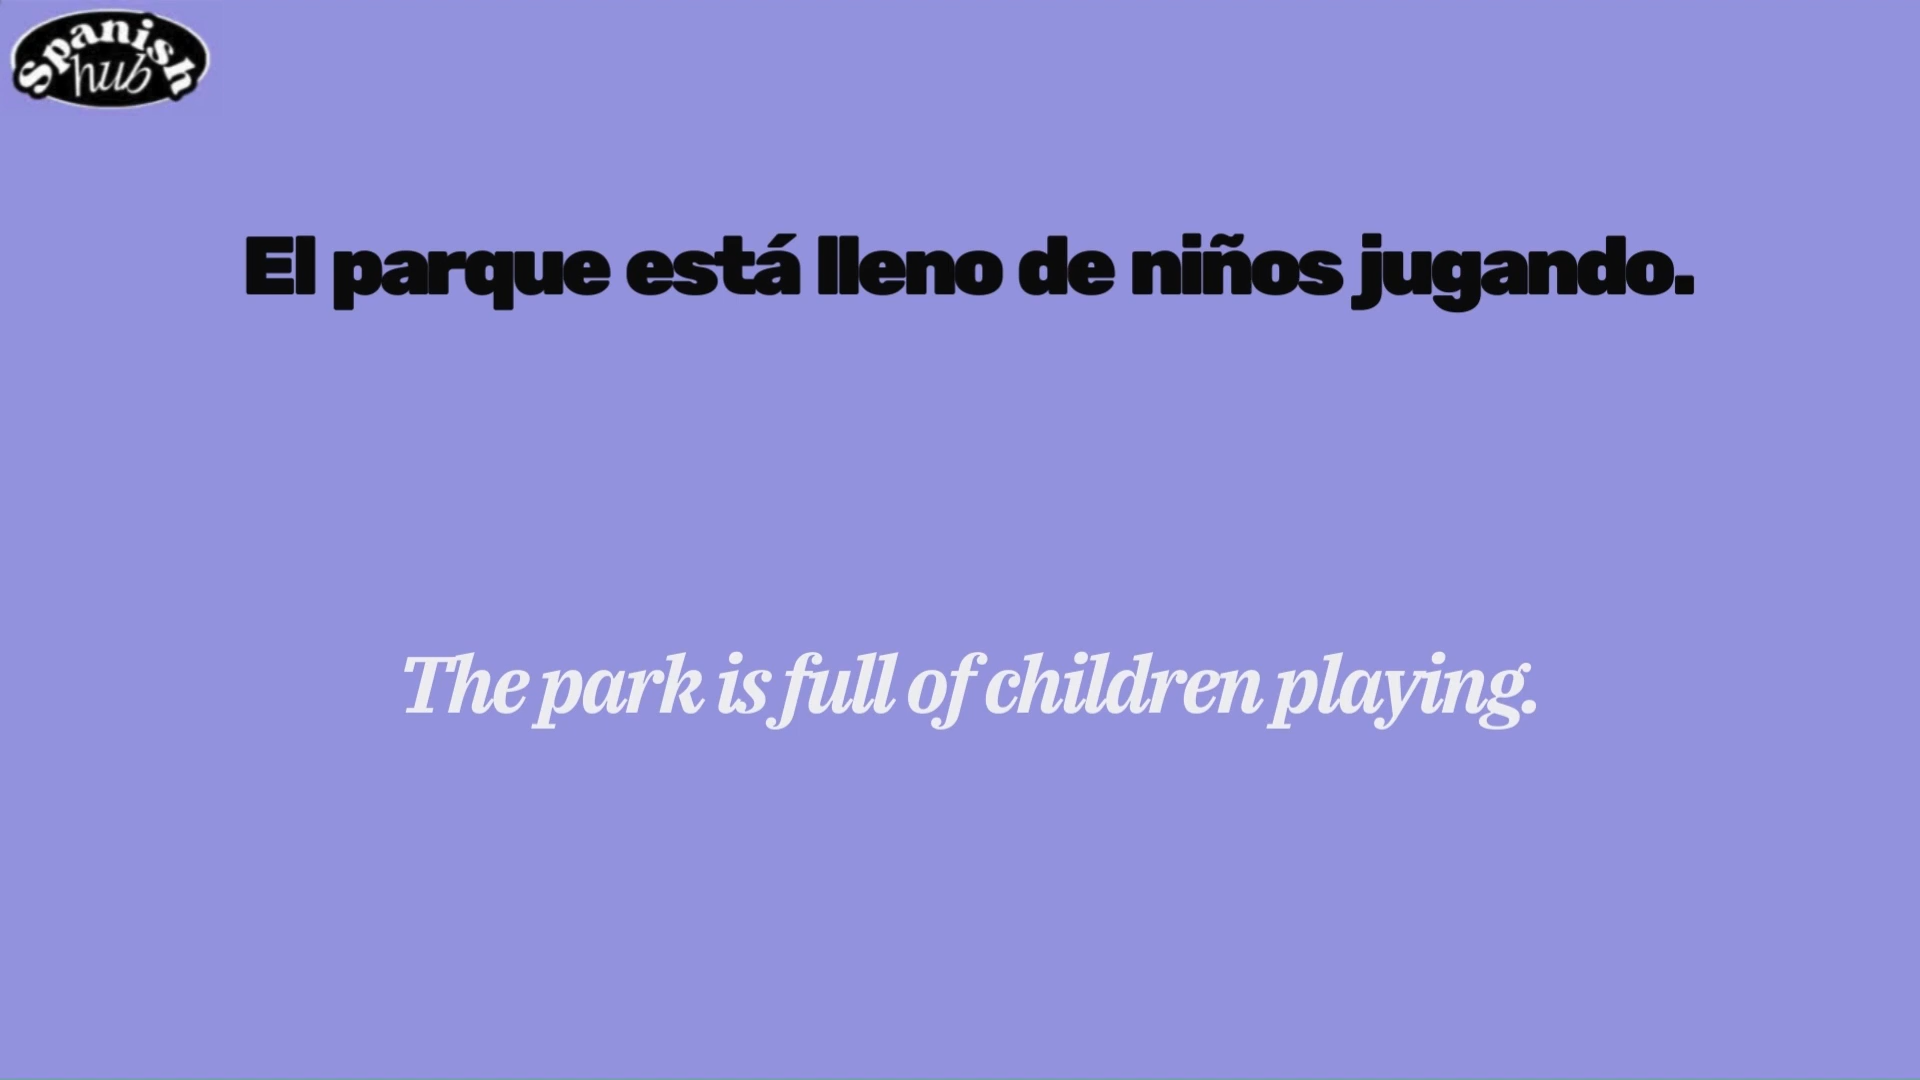 Spanish
hub
El parque está lleno de niños jugando.
The park is full of children playing.